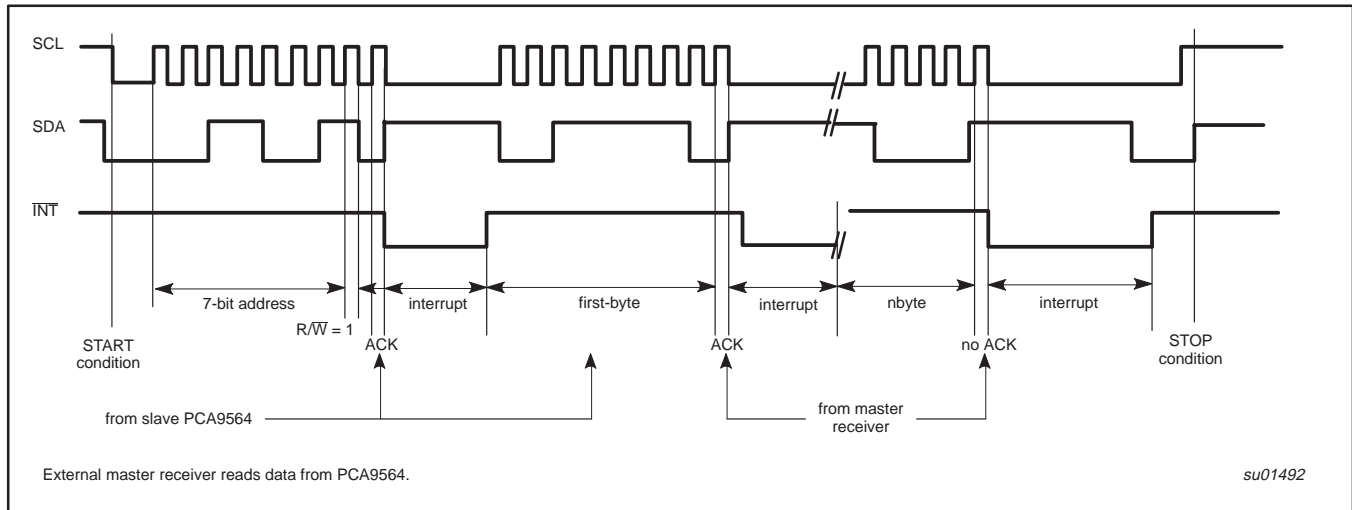 SCL
SDA
INT
7-bit address
interrupt
first-byte
interrupt
nbyte
interrupt
R/W = 1
START
condition
ACK
ACK
no ACK
STOP
condition
from slave PCA9564
from master
receiver
External master receiver reads data from PCA9564.
su01492